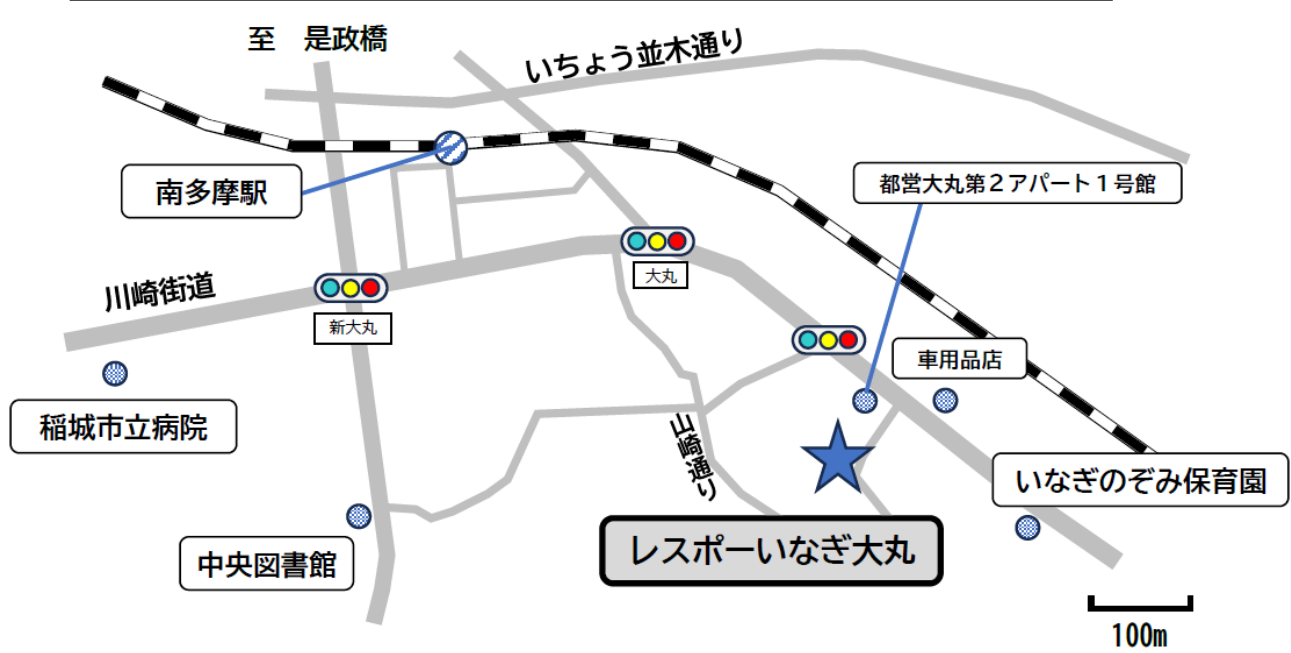 至　是政橋
いちょう並木通り
南多摩駅
都営大丸第２アパート１号館
大丸
川崎街道
新大丸
車用品店
稲城市立病院
山崎通り
いなぎのぞみ保育園
レスポーいなぎ大丸
中央図書館
100m